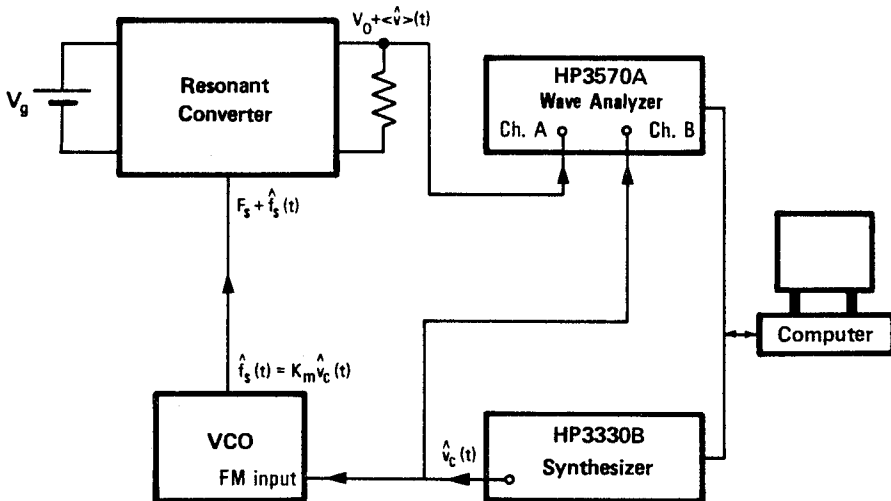 V₀ + <v̂>(t)
V_g
Resonant
Converter
HP3570A
Wave Analyzer
Ch. A
Ch. B
F_s + f̂_s(t)
Computer
f̂_s(t) = K_m v̂_c(t)
VCO
FM input
v̂_c(t)
HP3330B
Synthesizer